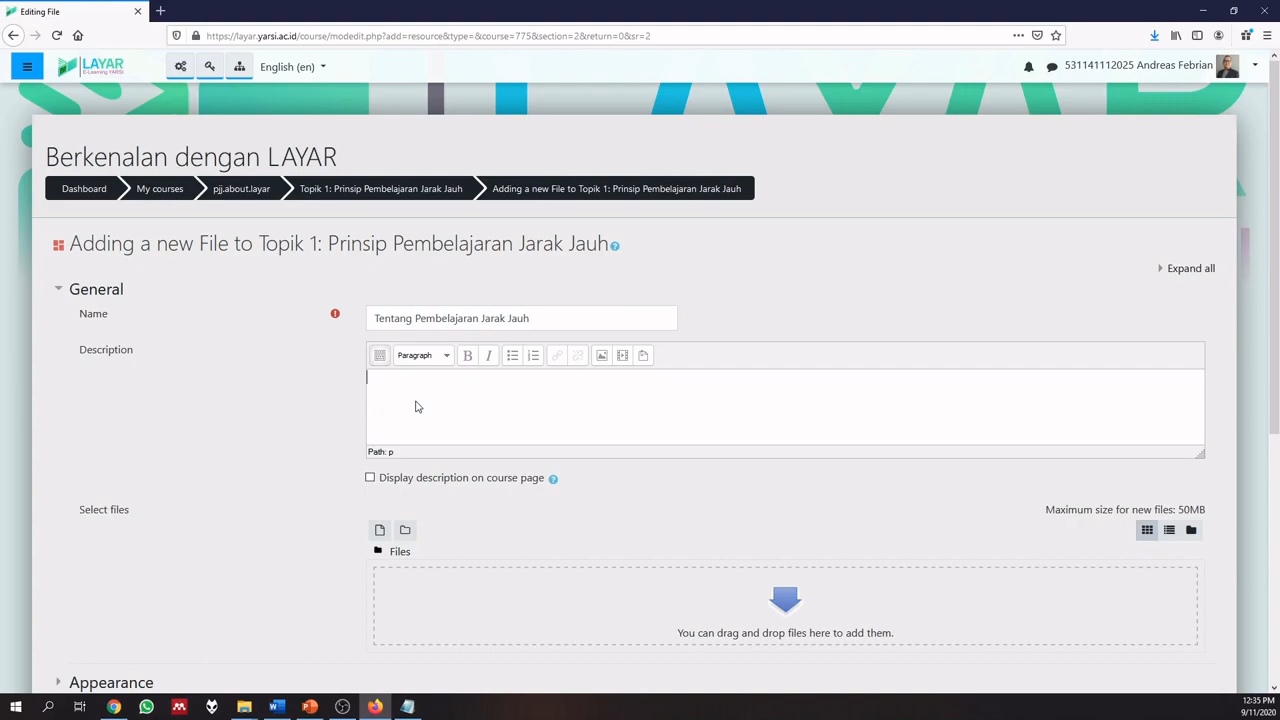 Editing File
https://layar.yarsi.ac.id/course/modedit.php?add=resource&type=&course=775&section=2&return=0&sr=2
LAYAR
E-Learning YARSI
English (en)
531141112025 Andreas Febrian
Berkenalan dengan LAYAR
Dashboard
My courses
pjj.about.layar
Topik 1: Prinsip Pembelajaran Jarak Jauh
Adding a new File to Topik 1: Prinsip Pembelajaran Jarak Jauh
Adding a new File to Topik 1: Prinsip Pembelajaran Jarak Jauh
Expand all
General
Name
Tentang Pembelajaran Jarak Jauh
Description
Paragraph
Path: p
Display description on course page
Select files
Maximum size for new files: 50MB
Files
You can drag and drop files here to add them.
Appearance
12:35 PM
9/11/2020